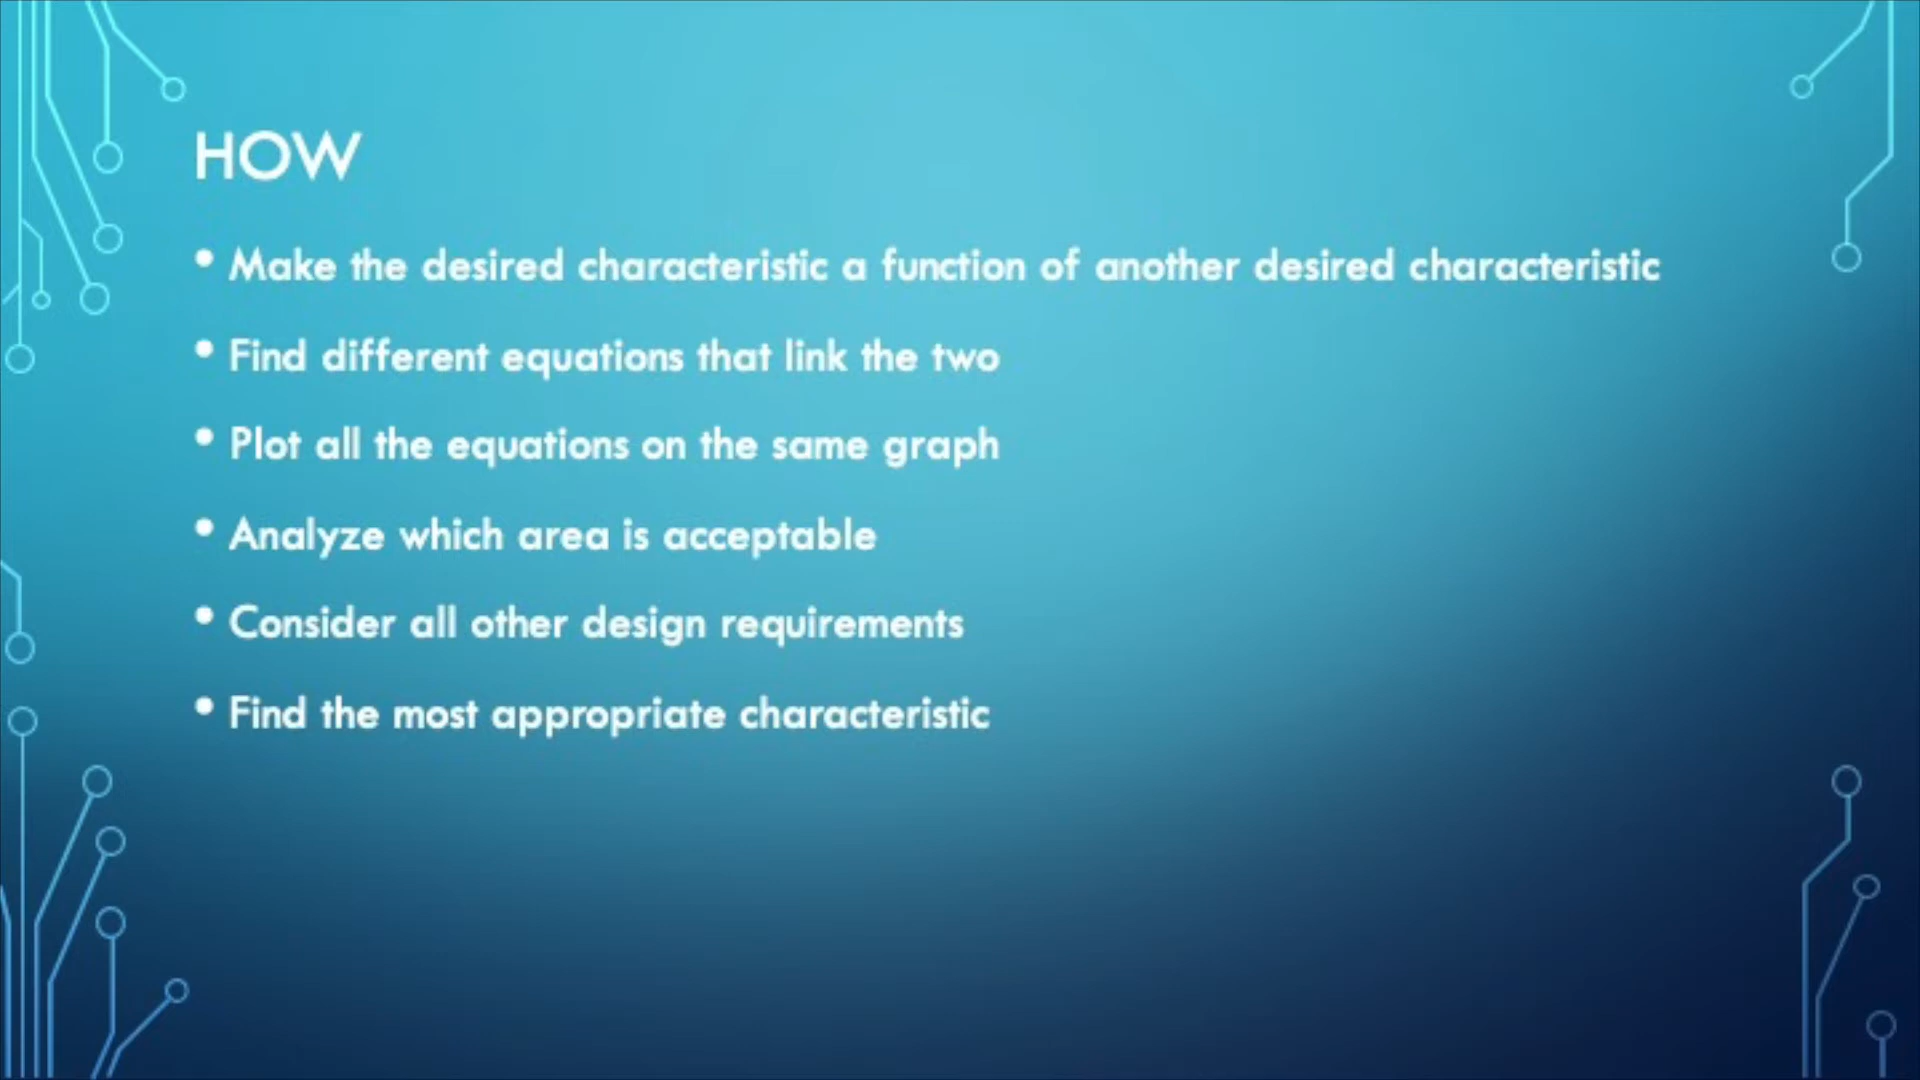 HOW
• Make the desired characteristic a function of another desired characteristic
• Find different equations that link the two
• Plot all the equations on the same graph
• Analyze which area is acceptable
• Consider all other design requirements
• Find the most appropriate characteristic